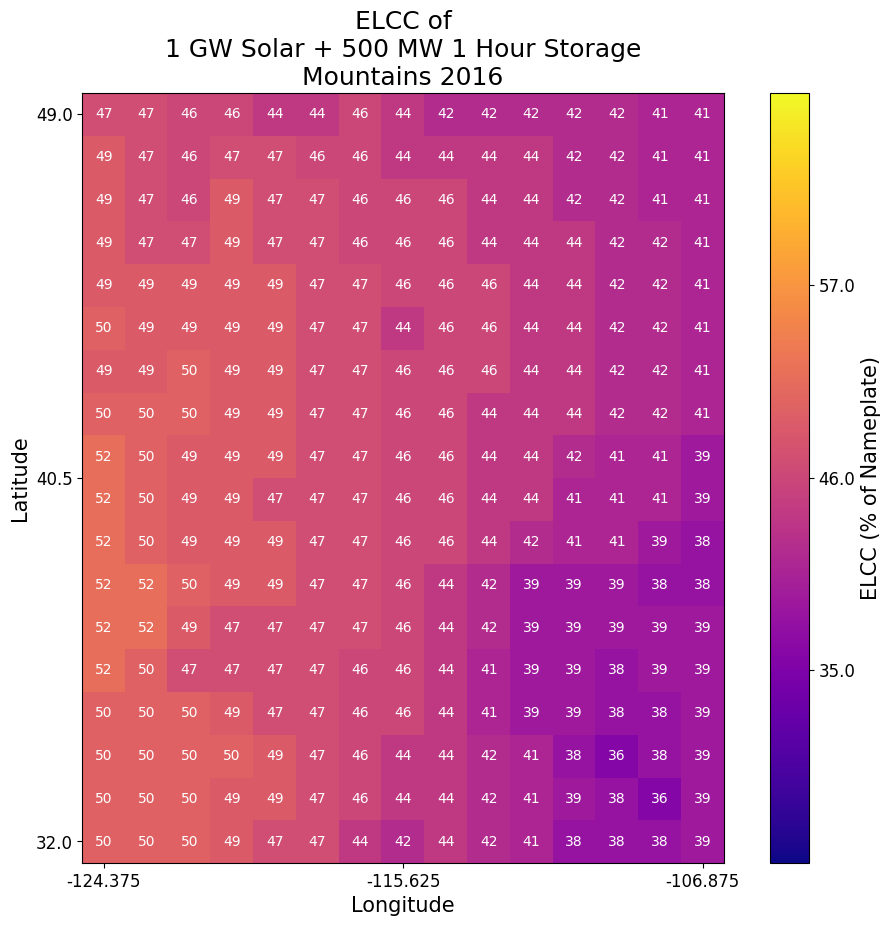 ELCC of
1 GW Solar + 500 MW 1 Hour Storage
Mountains 2016
49.0 47 47 46 46 44 44 46 44 42 42 42 42 42 41 41
49 47 46 47 47 46 46 44 44 44 44 42 42 41 41
49 47 46 49 47 47 46 46 46 44 44 42 42 41 41
49 47 47 49 47 47 46 46 46 44 44 44 42 42 41
49 49 49 49 49 47 47 46 46 46 44 44 42 42 41
57.0
50 49 49 49 49 47 47 44 46 46 44 44 42 42 41
49 49 50 49 49 47 47 46 46 46 44 44 42 42 41
50 50 50 49 49 47 47 46 46 44 44 44 42 42 41
52 50 49 49 49 47 47 46 46 44 44 42 41 41 39
40.5
46.0
52 50 49 49 47 47 47 46 46 44 44 41 41 41 39
52 50 49 49 49 47 47 46 46 44 42 41 41 39 38
52 52 50 49 49 47 47 46 44 42 39 39 39 38 38
52 52 49 47 47 47 47 46 44 42 39 39 39 39 39
52 50 47 47 47 47 46 46 44 41 39 39 38 39 39
35.0
50 50 50 49 47 47 46 46 44 41 39 39 38 38 39
50 50 50 50 49 47 46 44 44 42 41 38 36 38 39
50 50 50 49 49 47 46 44 44 42 41 39 38 36 39
32.0 50 50 50 49 47 47 44 42 44 42 41 38 38 38 39
-124.375 -115.625 -106.875
Longitude
Latitude
ELCC (% of Nameplate)